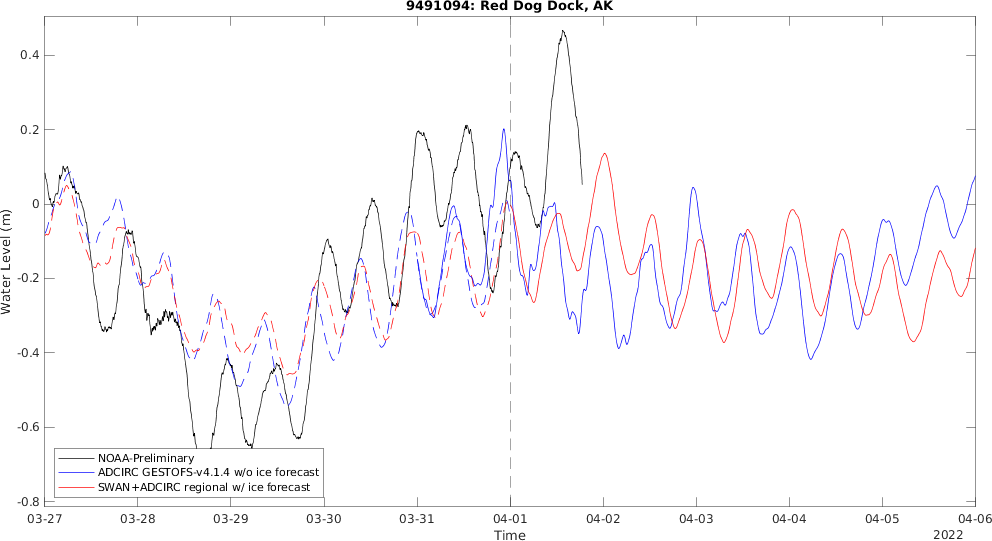 9491094: Red Dog Dock, AK
0.4
0.2
0
-0.2
-0.4
-0.6
-0.8
Water Level (m)
NOAA-Preliminary
ADCIRC GESTOFS-v4.1.4 w/o ice forecast
SWAN+ADCIRC regional w/ ice forecast
03-27 03-28 03-29 03-30 03-31 04-01 04-02 04-03 04-04 04-05 04-06
Time
2022